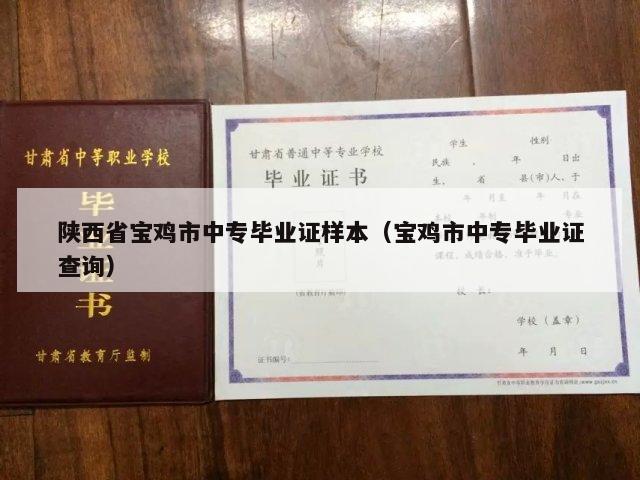 陕西省宝鸡市中专毕业证样本（宝鸡市中专毕业证
查询）
甘肃省中等职业学校
毕
书
甘肃省教育厅监制
甘肃省普通中等专业学校
毕业证书
照
片
证书编号：
学生 性别
民族 ， 年 日出
生， 省 县(市)人、于
年 月至 年 月在
专业
课程，成绩合格，准予毕业。
校 长：
学校（盖章）
年 月 日